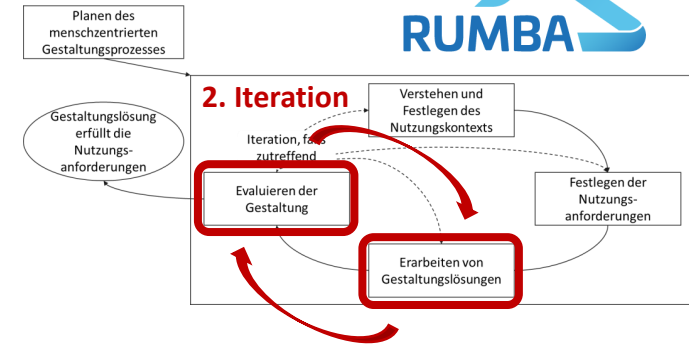 Planen des
menschzentrierten
Gestaltungsprozesses
RUMBA
2. Iteration
Verstehen und
Festlegen des
Nutzungskontexts
Gestaltungslösung
erfüllt die
Nutzungs-
anforderungen
Iteration, falls
zutreffend
Evaluieren der
Gestaltung
Festlegen der
Nutzungs-
anforderungen
Erarbeiten von
Gestaltungslösungen